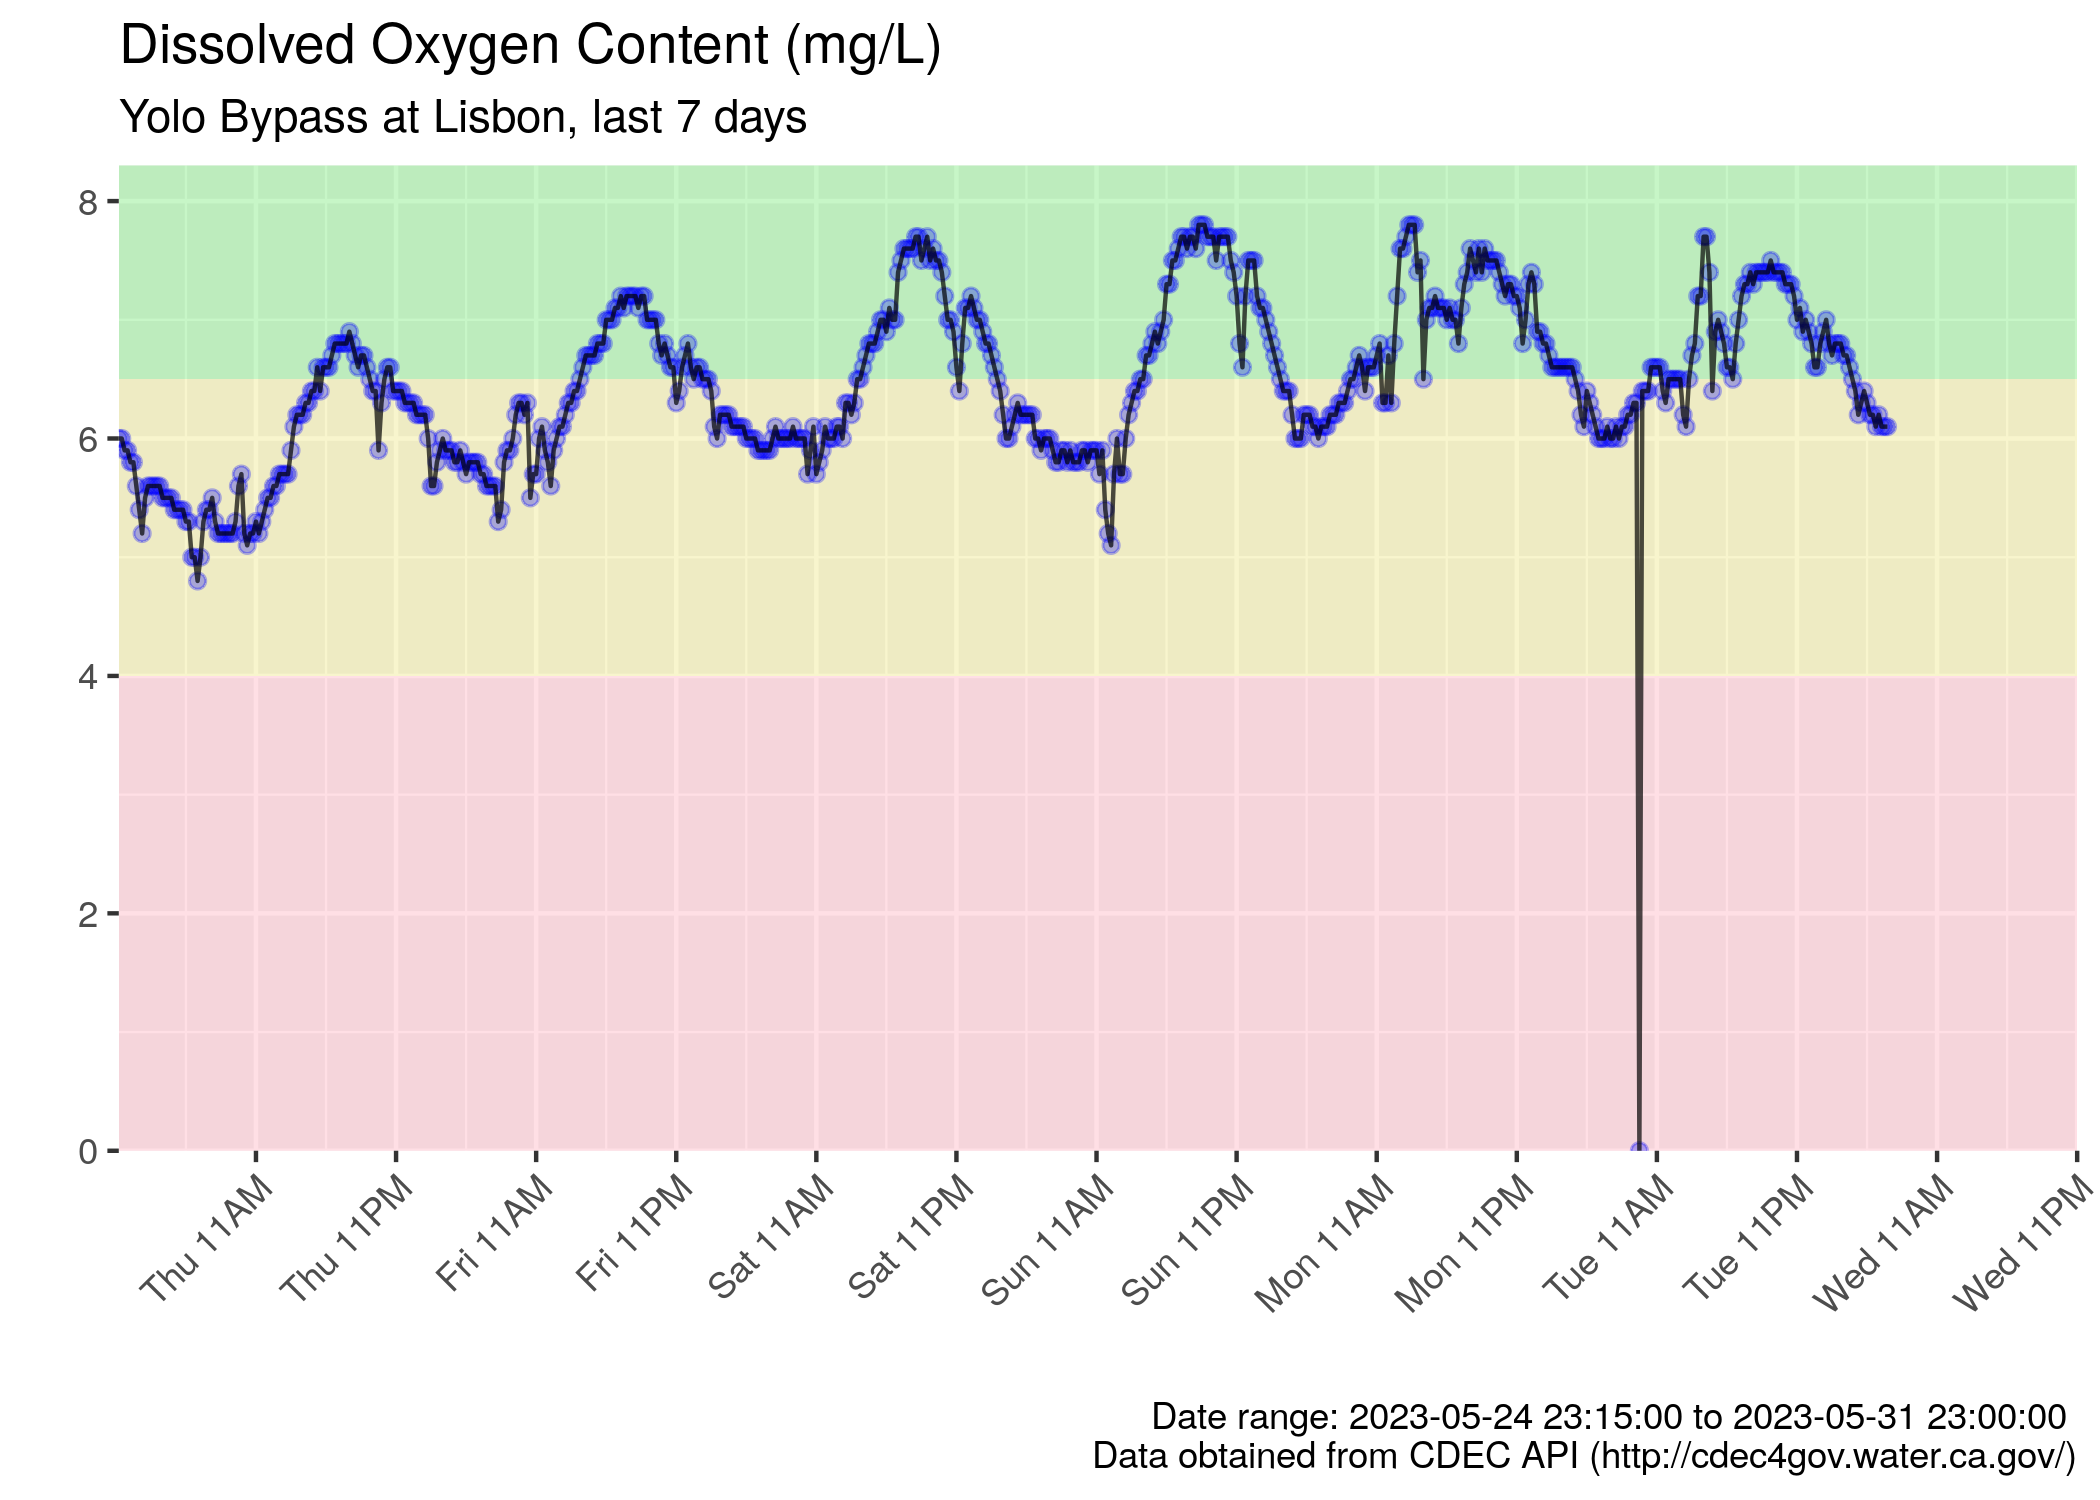 Dissolved Oxygen Content (mg/L)
Yolo Bypass at Lisbon, last 7 days
8
6
4
2
0
Thu 11AM
Thu 11PM
Fri 11AM
Fri 11PM
Sat 11AM
Sat 11PM
Sun 11AM
Sun 11PM
Mon 11AM
Mon 11PM
Tue 11AM
Tue 11PM
Wed 11AM
Wed 11PM
Date range: 2023-05-24 23:15:00 to 2023-05-31 23:00:00
Data obtained from CDEC API (http://cdec4gov.water.ca.gov/)